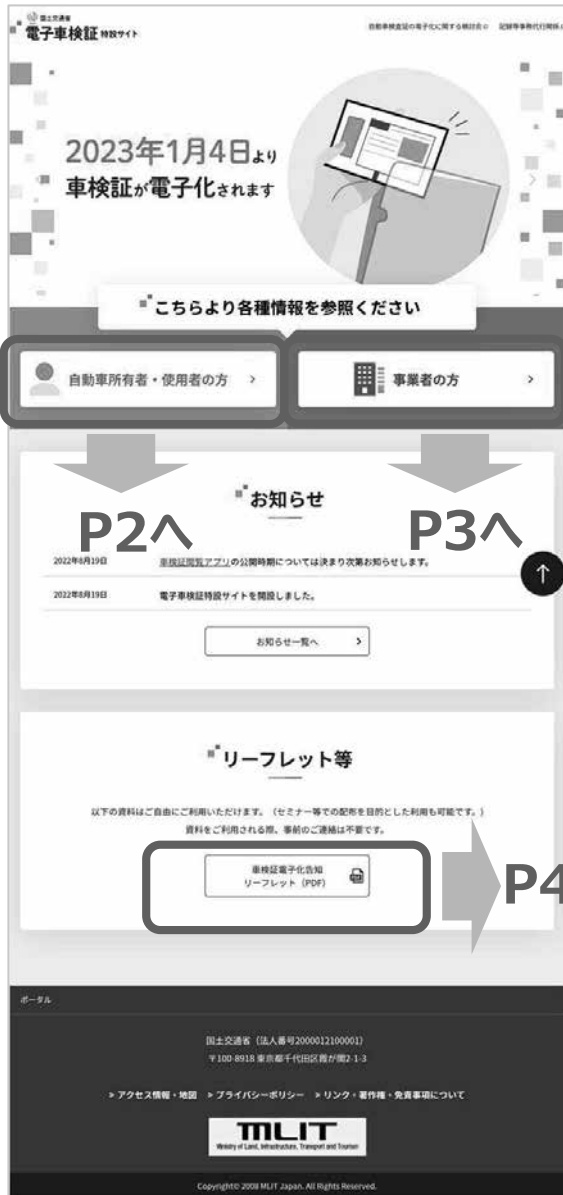 国土交通省
電子車検証 特設サイト
自動車検査証の電子化に関する検討会
記録等事務代行関係
2023年1月4日より
車検証が電子化されます
こちらより各種情報を参照ください
自動車所有者・使用者の方
事業者の方
P2へ
P3へ
お知らせ
2022年8月19日 車検証閲覧アプリの公開時期については決まり次第お知らせします。
2022年8月19日 電子車検証特設サイトを開設しました。
お知らせ一覧へ
リーフレット等
以下の資料はご自由にご利用いただけます。(セミナー等での配布を目的とした利用も可能です。)
資料をご利用される際、事前のご連絡は不要です。
車検証電子化告知
リーフレット(PDF)
P4
ポータル
国土交通省(法人番号2000012100001)
〒100-8918 東京都千代田区霞が関2-1-3
> アクセス情報・地図 > プライバシーポリシー > リンク・著作権・免責事項について
MLIT
Ministry of Land, Infrastructure, Transport and Tourism
Copyright© 2008 MLIT Japan. All Rights Reserved.